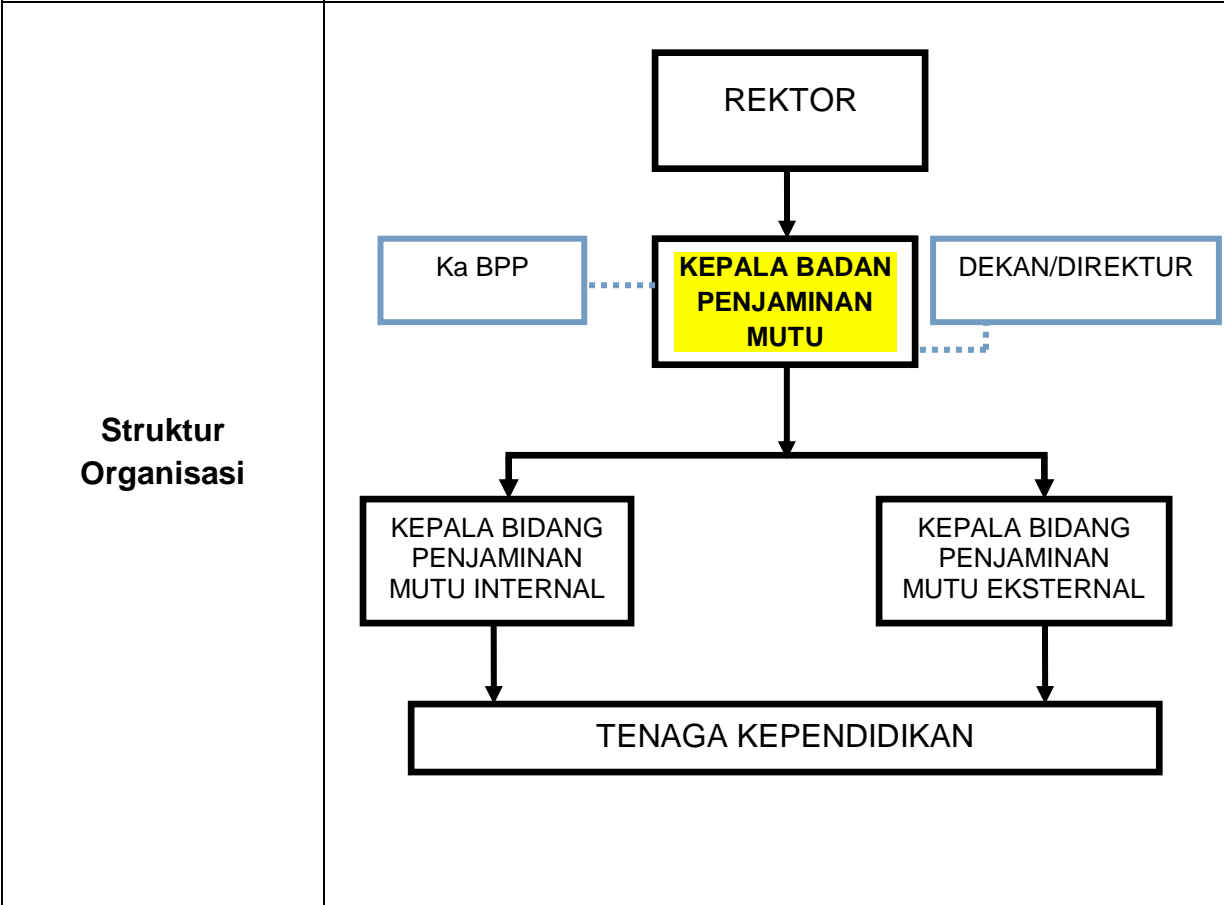 Struktur
Organisasi
REKTOR
Ka BPP
KEPALA BADAN
PENJAMINAN
MUTU
DEKAN/DIREKTUR
KEPALA BIDANG
PENJAMINAN
MUTU INTERNAL
KEPALA BIDANG
PENJAMINAN
MUTU EKSTERNAL
TENAGA KEPENDIDIKAN